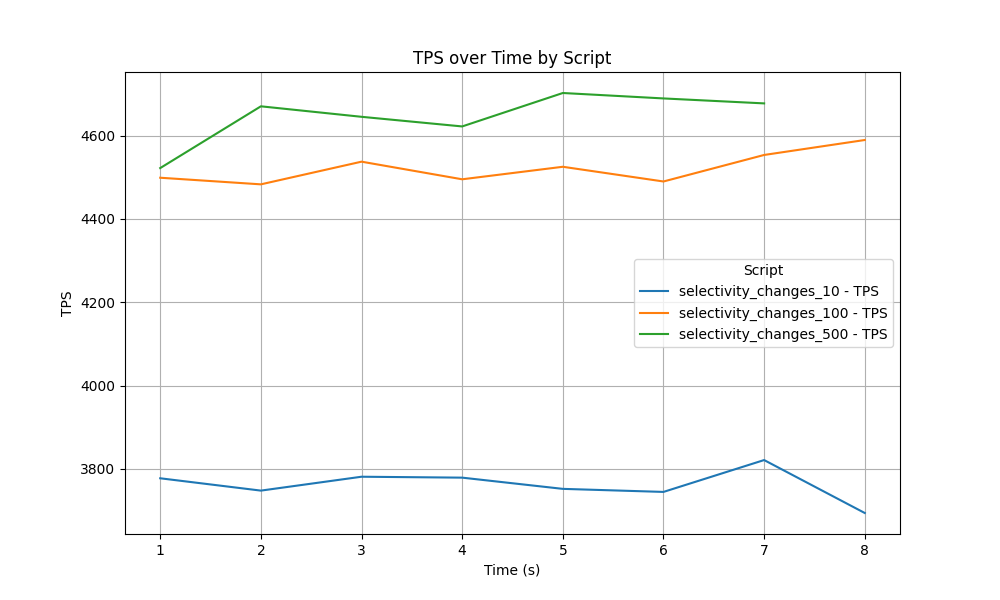 TPS over Time by Script
TPS
4600
4400
4200
4000
3800
Script
selectivity_changes_10 - TPS
selectivity_changes_100 - TPS
selectivity_changes_500 - TPS
1 2 3 4 5 6 7 8
Time (s)